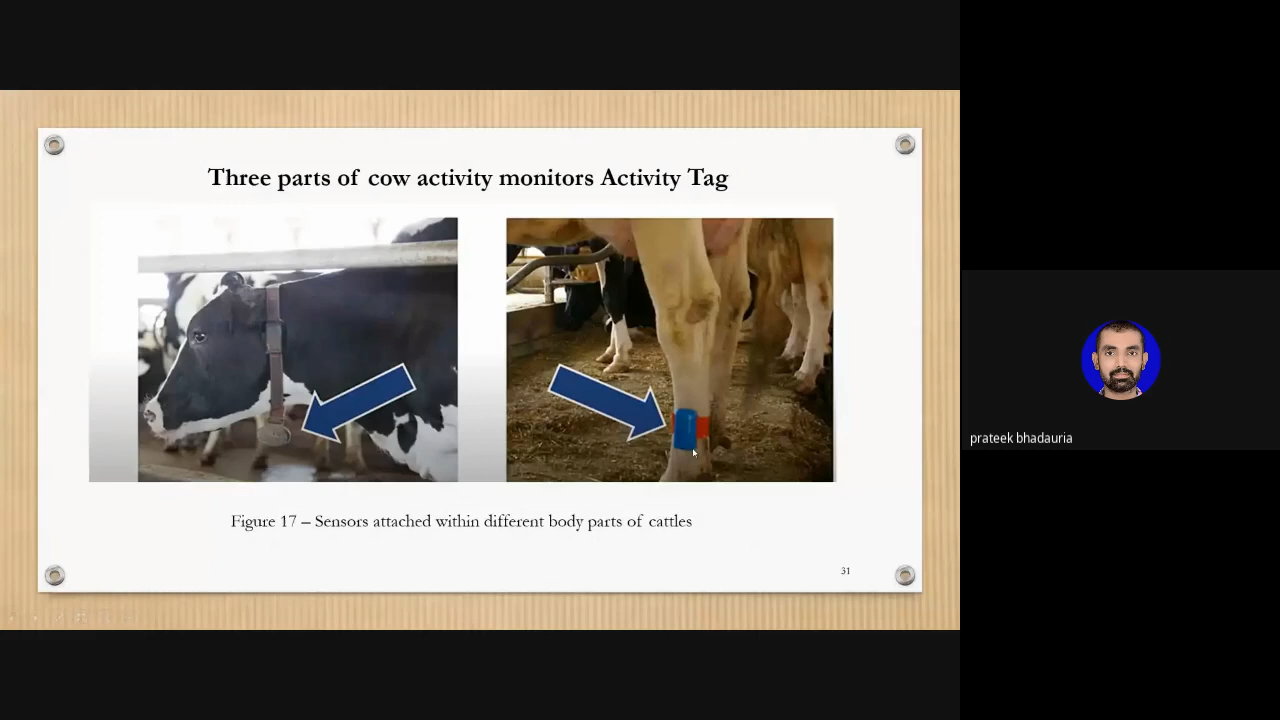 Three parts of cow activity monitors Activity Tag
Figure 17 – Sensors attached within different body parts of cattles
31
prateek bhadauria